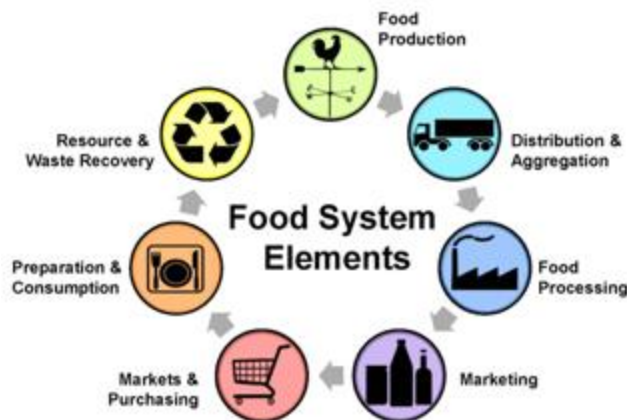 Food
Production
Distribution &
Aggregation
Food
Processing
Marketing
Markets &
Purchasing
Preparation &
Consumption
Resource &
Waste Recovery
Food System
Elements